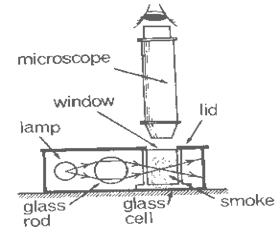 microscope
window
lid
lamp
glass
rod
glass
cell
smoke